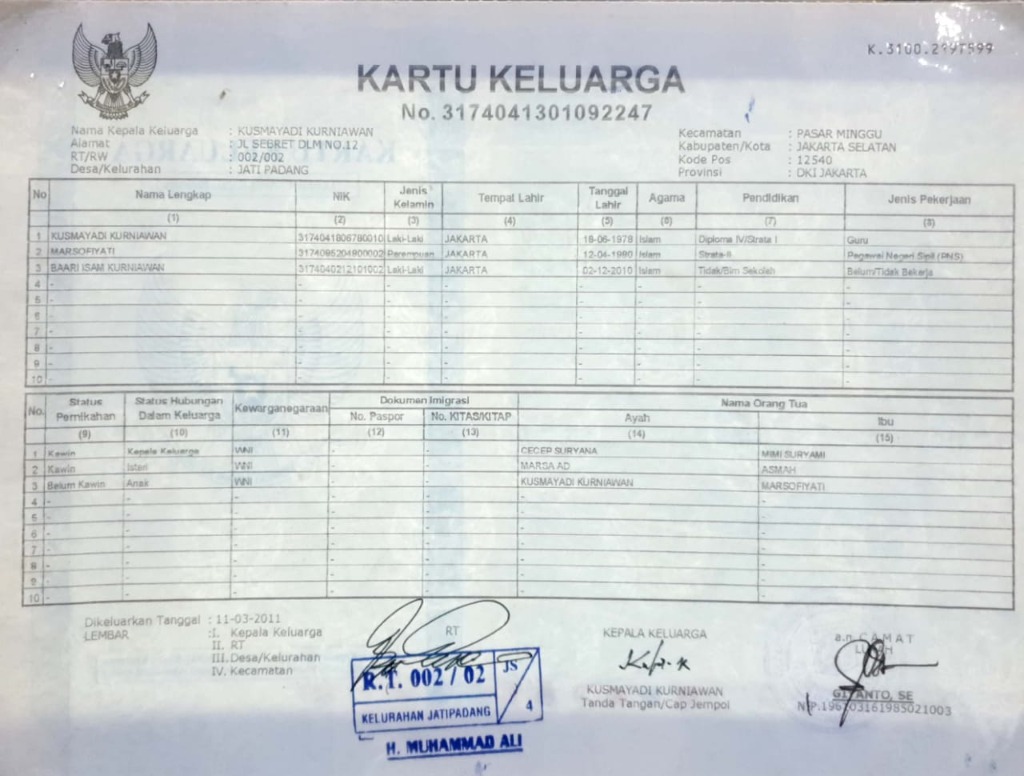 KARTU KELUARGA
No. 3174041301092247
Nama Kepala Keluarga : KUSMAYADI KURNIAWAN
Alamat : JL SEBRET DLM NO.12
RT/RW : 002/002
Desa/Kelurahan : JATI PADANG
Kecamatan : PASAR MINGGU
Kabupaten/Kota : JAKARTA SELATAN
Kode Pos : 12540
Provinsi : DKI JAKARTA
No Nama Lengkap NIK Jenis Kelamin Tempat Lahir Tanggal Lahir Agama Pendidikan Jenis Pekerjaan
(1) (2) (3) (4) (5) (6) (7) (8)
1 KUSMAYADI KURNIAWAN 3174041806780010 Laki-Laki JAKARTA 18-06-1978 Islam Diploma IV/Strata I Guru
2 MARSOFIYATI Perempuan JAKARTA 12-04-1980 Islam Strata-II Pegawai Negeri Sipil (PNS)
3 BAARI ISAM KURNIAWAN Laki-Laki JAKARTA 02-12-2010 Islam Tidak/Blm Sekolah Belum/Tidak Bekerja
4 - - - - - - - -
5 - - - - - - - -
6 - - - - - - - -
7 - - - - - - - -
8 - - - - - - - -
9 - - - - - - - -
10 - - - - - - - -
No. Status Pernikahan Status Hubungan Dalam Keluarga Kewarganegaraan Dokumen Imigrasi Nama Orang Tua
No. Paspor No. KITAS/KITAP Ayah Ibu
(9) (10) (11) (12) (13) (14) (15)
1 Kawin Kepala Keluarga WNI - - CECEP SURYANA MIMI SURYAMI
2 Kawin Isteri WNI - - MARSA AD ASMAH
3 Belum Kawin Anak WNI - - KUSMAYADI KURNIAWAN MARSOFIYATI
4 - - - - - - -
5 - - - - - - -
6 - - - - - - -
7 - - - - - - -
8 - - - - - - -
9 - - - - - - -
10 - - - - - - -
Dikeluarkan Tanggal : 11-03-2011
LEMBAR :I. Kepala Keluarga
II. RT
III. Desa/Kelurahan
IV. Kecamatan
RT
R.T. 002 / 02 JS
KELURAHAN JATIPADANG 4
H. MUHAMMAD ALI
KEPALA KELUARGA
KUSMAYADI KURNIAWAN
Tanda Tangan/Cap Jempol
a.n CAMAT
LURAH
GIYANTO, SE